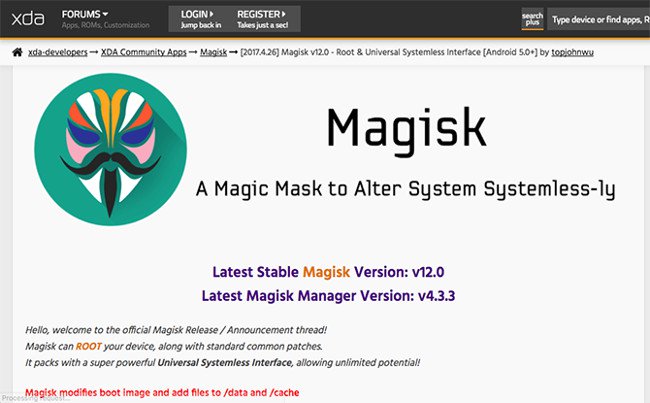 xda
FORUMS
Apps, ROMs, Customization
LOGIN
Jump back in
REGISTER
Takes just a sec!
search
plus
Type device or find apps, R
xda-developers → XDA Community Apps → Magisk → [2017.4.26] Magisk v12.0 - Root & Universal Systemless Interface [Android 5.0+] by topjohnwu
Magisk
A Magic Mask to Alter System Systemless-ly
Latest Stable Magisk Version: v12.0
Latest Magisk Manager Version: v4.3.3
Hello, welcome to the official Magisk Release / Announcement thread!
Magisk can ROOT your device, along with standard common patches.
It packs with a super powerful Universal Systemless Interface, allowing unlimited potential!
Magisk modifies boot image and add files to /data and /cache
Processing request...